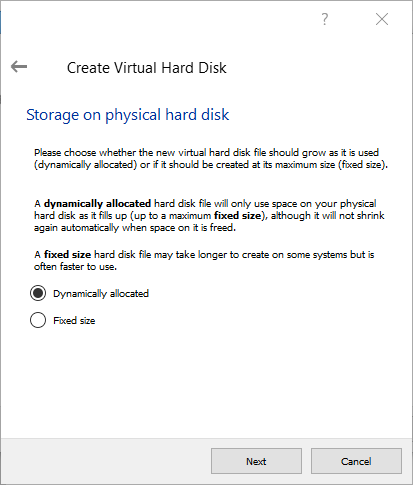 ?
Create Virtual Hard Disk
Storage on physical hard disk
Please choose whether the new virtual hard disk file should grow as it is used
(dynamically allocated) or if it should be created at its maximum size (fixed size).
A dynamically allocated hard disk file will only use space on your physical
hard disk as it fills up (up to a maximum fixed size), although it will not shrink
again automatically when space on it is freed.
A fixed size hard disk file may take longer to create on some systems but is
often faster to use.
Dynamically allocated
Fixed size
Next
Cancel